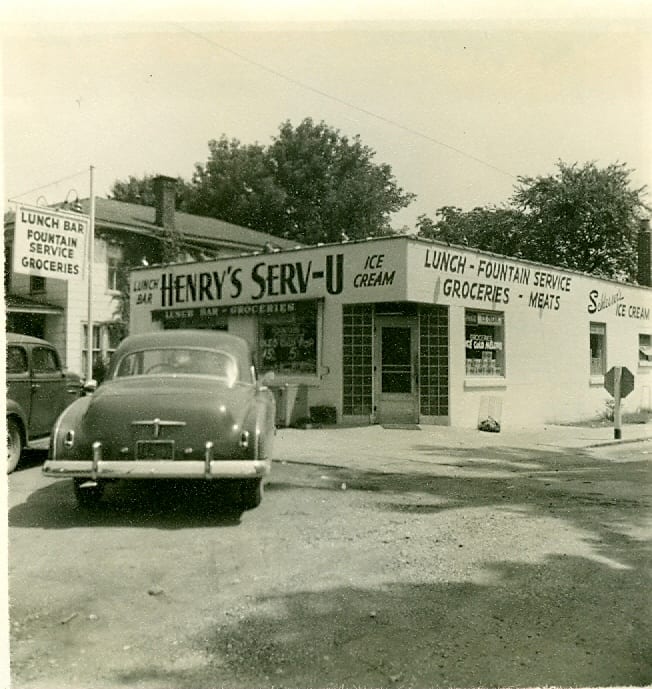 LUNCH BAR
FOUNTAIN
SERVICE
GROCERIES
LUNCH
BAR
HENRY'S SERV-U
ICE
CREAM
LUNCH BAR - GROCERIES
LUNCH - FOUNTAIN SERVICE
GROCERIES - MEATS
ICE CREAM
GROCERIES